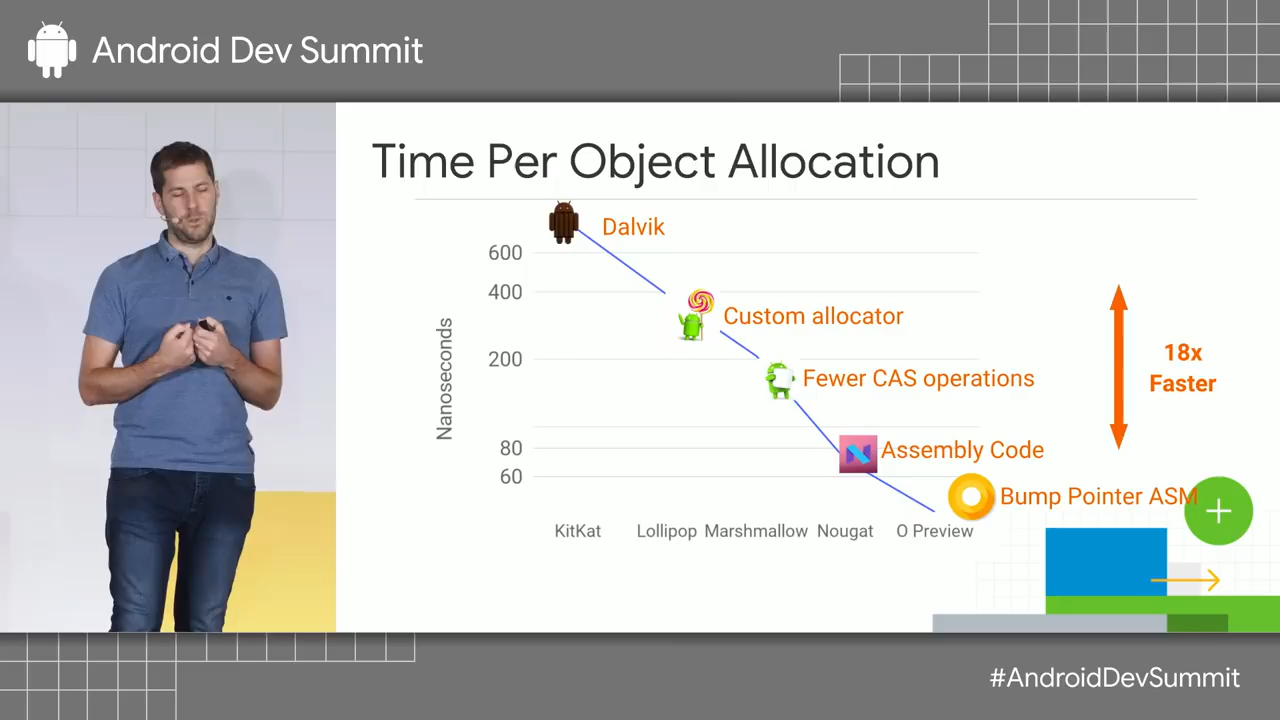 Android Dev Summit
Time Per Object Allocation
Dalvik
600
400
Custom allocator
200
Fewer CAS operations
18x
Faster
Nanoseconds
80
Assembly Code
60
Bump Pointer ASM
KitKat Lollipop Marshmallow Nougat O Preview
#AndroidDevSummit